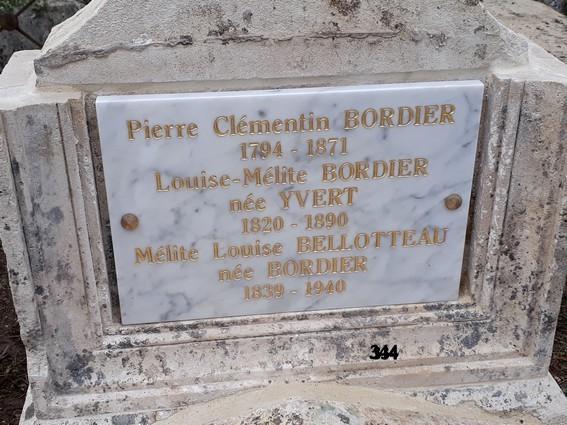 Pierre Clémentin BORDIER
1794 - 1871
Louise-Mélite BORDIER
née YVERT
1820 - 1890
Mélite Louise BELLOTTEAU
née BORDIER
1839 - 1940
344